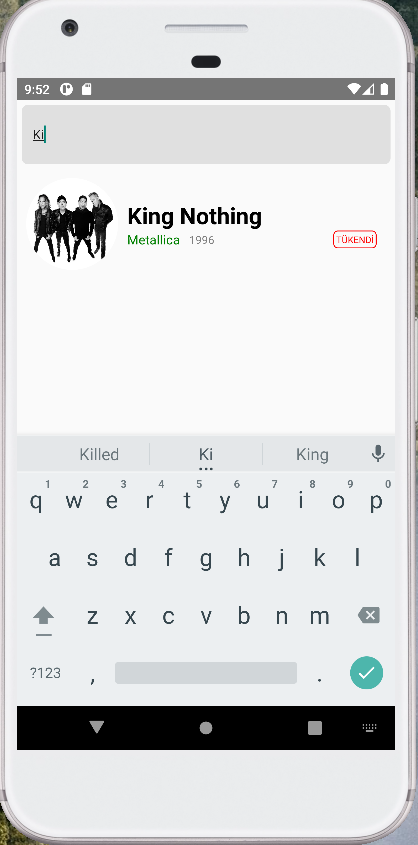 9:52
Ki
King Nothing
Metallica 1996
TÜKENDİ
Killed Ki King
1 2 3 4 5 6 7 8 9 0
q w e r t y u i o p
a s d f g h j k l
z x c v b n m
?123 , .